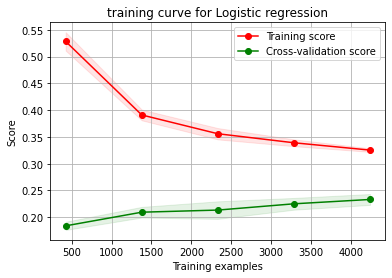 training curve for Logistic regression
Training score
Cross-validation score
Score
0.55
0.50
0.45
0.40
0.35
0.30
0.25
0.20
500 1000 1500 2000 2500 3000 3500 4000
Training examples